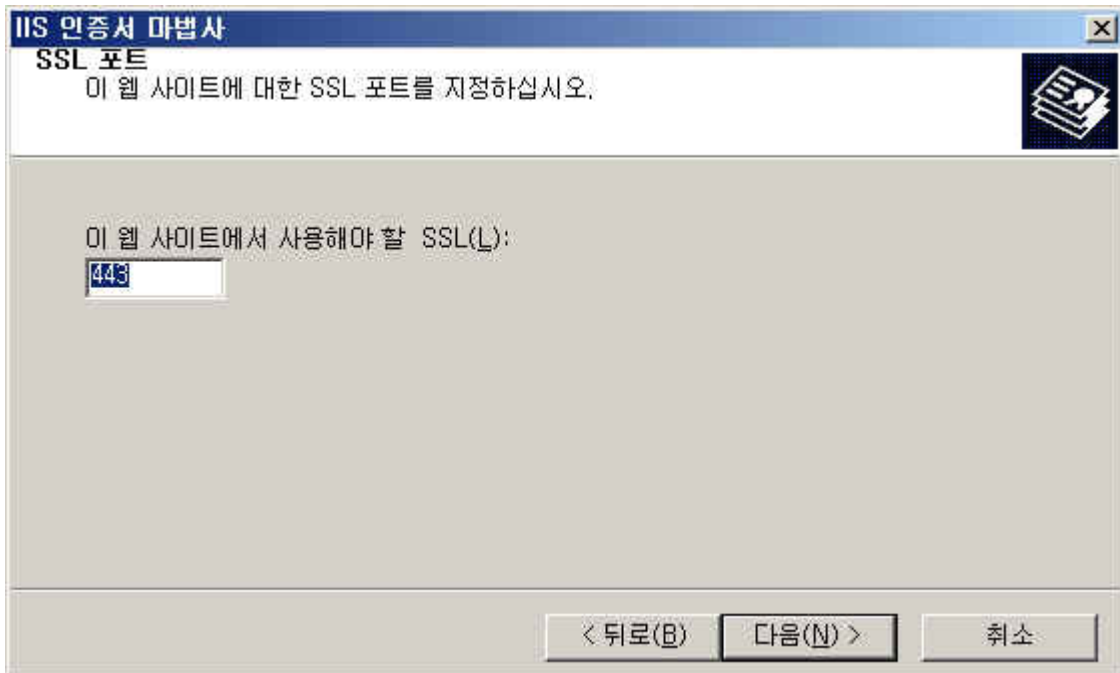 IIS 인증서 마법사
SSL 포트
이 웹 사이트에 대한 SSL 포트를 지정하십시오.
이 웹 사이트에서 사용해야 할 SSL(L):
443
< 뒤로(B) 다음(N) > 취소